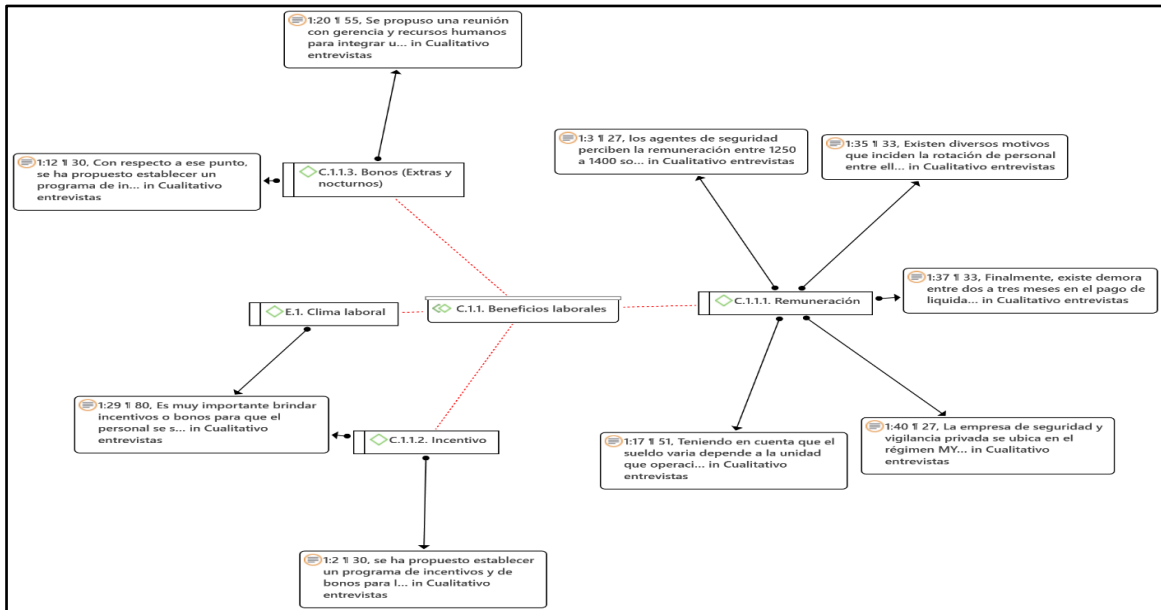 1:20 ¶ 55, Se propuso una reunión
con gerencia y recursos humanos
para integrar u... in Cualitativo
entrevistas
1:12 ¶ 30, Con respecto a ese punto,
se ha propuesto establecer un
programa de in... in Cualitativo
entrevistas
C.1.1.3. Bonos (Extras y
nocturnos)
1:3 ¶ 27, los agentes de seguridad
perciben la remuneración entre 1250
a 1400 so... in Cualitativo
entrevistas
1:35 ¶ 33, Existen diversos motivos
que inciden la rotación de personal
entre ell... in Cualitativo
entrevistas
1:37 ¶ 33, Finalmente, existe demora
entre dos a tres meses en el pago de
liquida... in Cualitativo
entrevistas
E.1. Clima laboral
C.1.1. Beneficios laborales
C.1.1.1. Remuneración
1:29 ¶ 80, Es muy importante brindar
incentivos o bonos para que el
personal se s... in Cualitativo
entrevistas
C.1.1.2. Incentivo
1:17 ¶ 51, Teniendo en cuenta que el
sueldo varia depende a la unidad
que operaci... in Cualitativo
entrevistas
1:40 ¶ 27, La empresa de seguridad y
vigilancia privada se ubica en el
régimen MY... in Cualitativo
entrevistas
1:2 ¶ 30, se ha propuesto establecer
un programa de incentivos y de
bonos para l... in Cualitativo
entrevistas